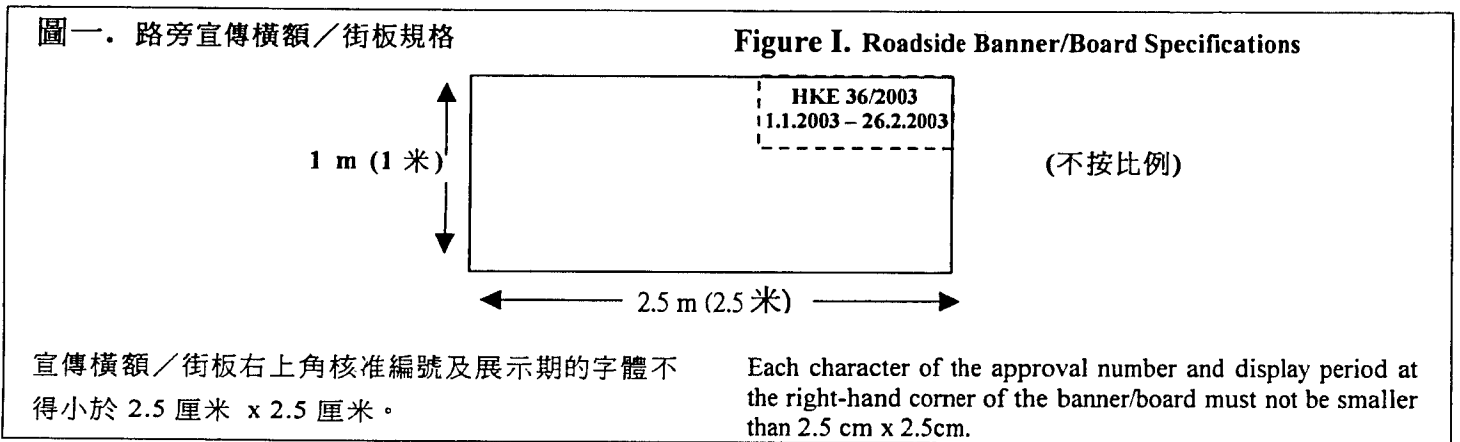 圖一．路旁宣傳橫額／街板規格
Figure I. Roadside Banner/Board Specifications
HKE 36/2003
1.1.2003 – 26.2.2003
1 m (1 米)
(不按比例)
2.5 m (2.5 米)
宣傳橫額／街板右上角核准編號及展示期的字體不
得小於 2.5 厘米 x 2.5 厘米。
Each character of the approval number and display period at
the right-hand corner of the banner/board must not be smaller
than 2.5 cm x 2.5cm.